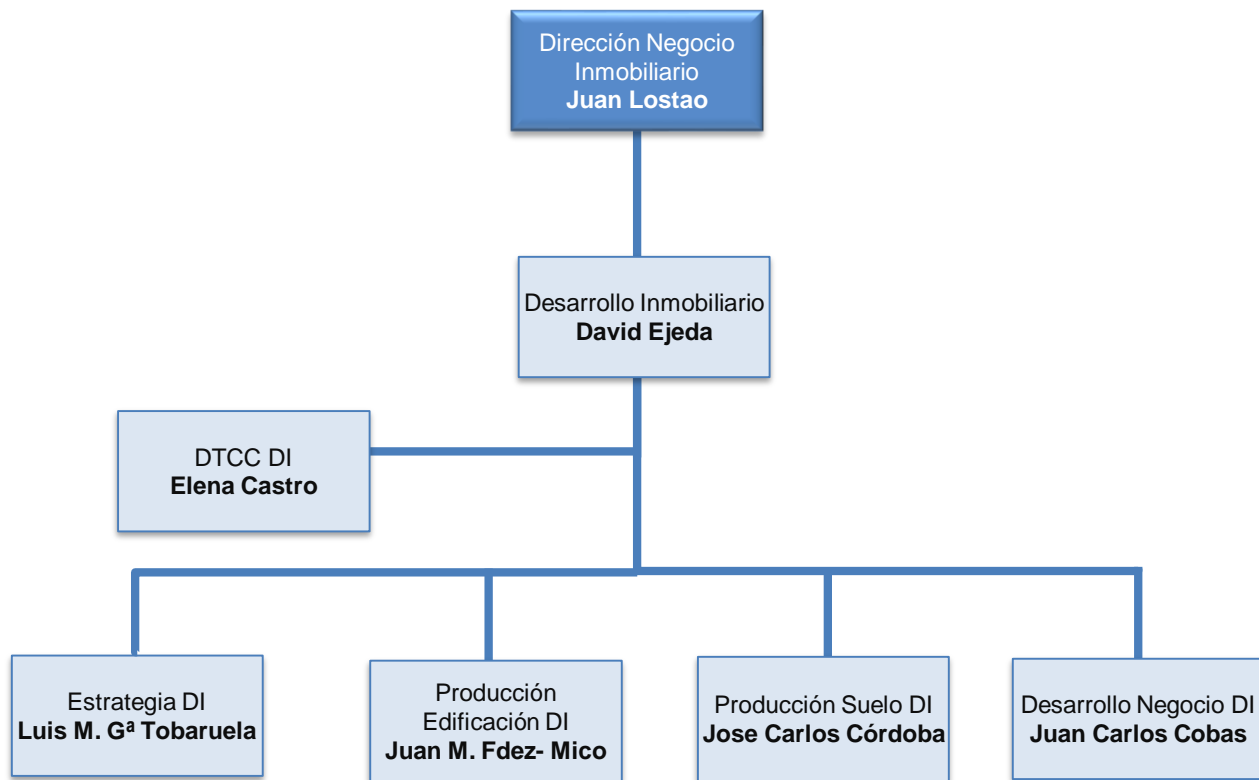 Dirección Negocio
Inmobiliario
Juan Lostao
Desarrollo Inmobiliario
David Ejeda
DTCC DI
Elena Castro
Estrategia DI
Luis M. Gª Tobaruela
Producción
Edificación DI
Juan M. Fdez- Mico
Producción Suelo DI
Jose Carlos Córdoba
Desarrollo Negocio DI
Juan Carlos Cobas